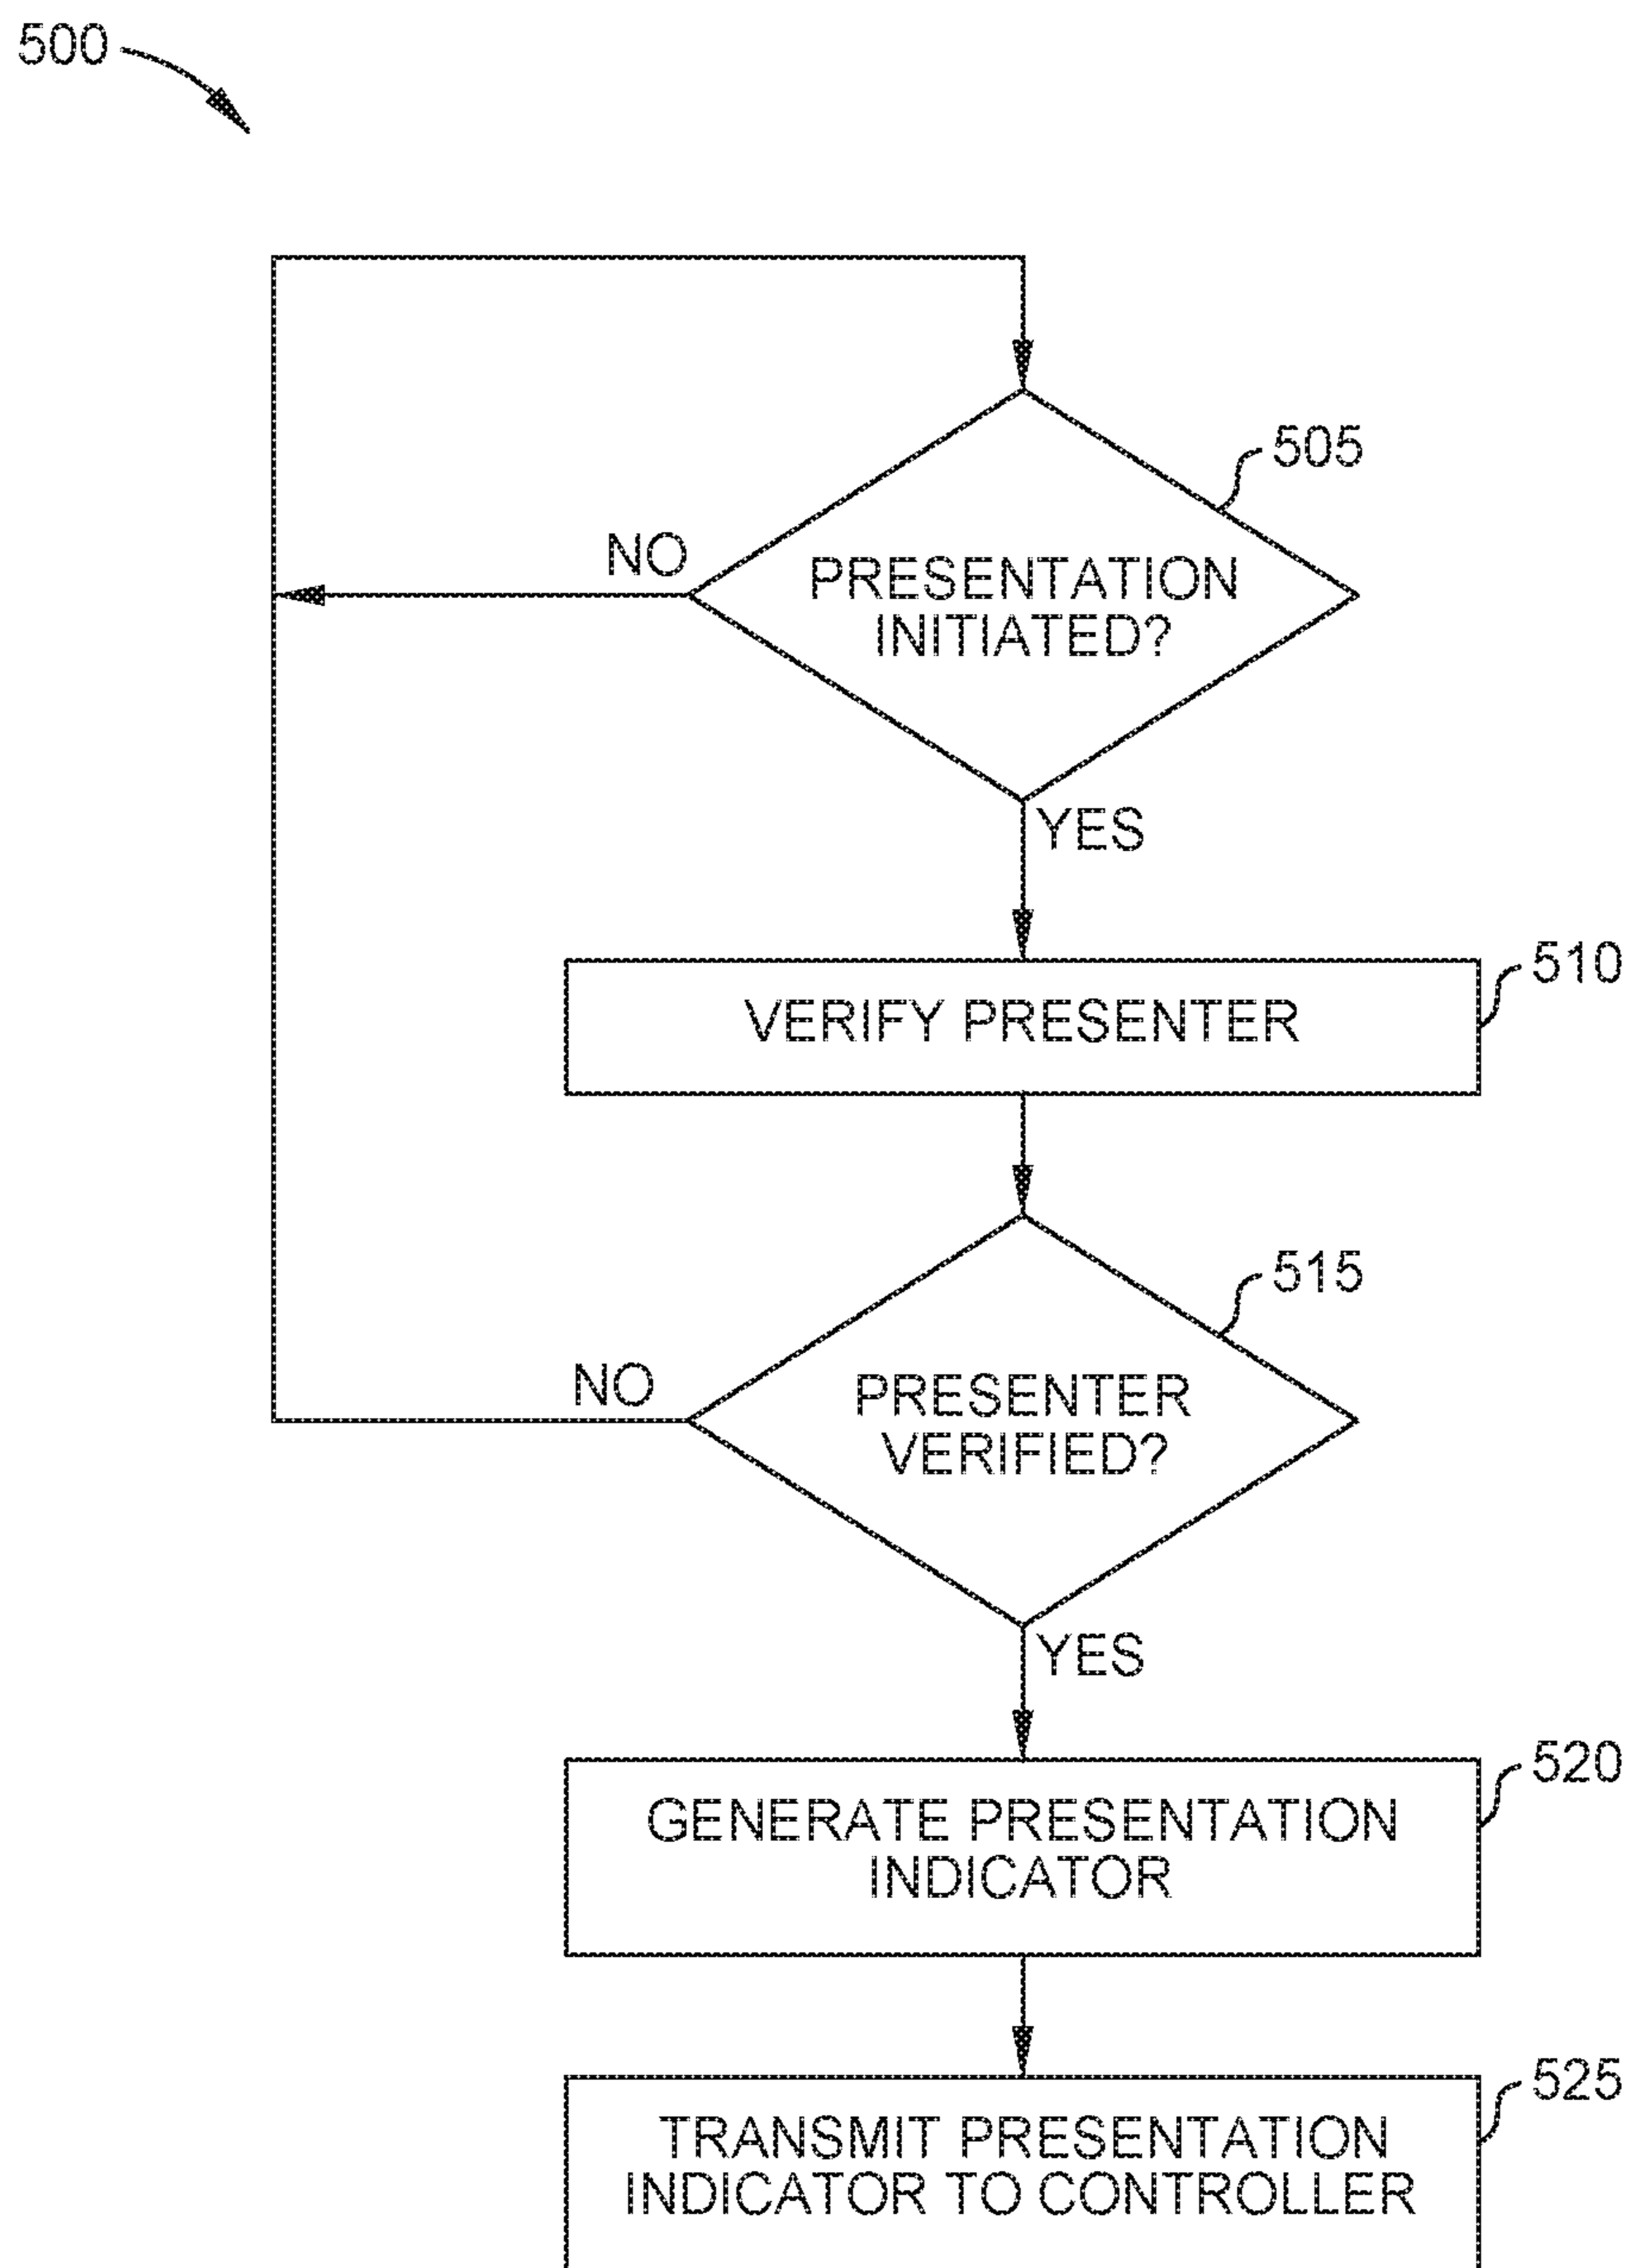 500
505
NO
PRESENTATION
INITIATED?
YES
510
VERIFY PRESENTER
515
NO
PRESENTER
VERIFIED?
YES
520
GENERATE PRESENTATION
INDICATOR
525
TRANSMIT PRESENTATION
INDICATOR TO CONTROLLER